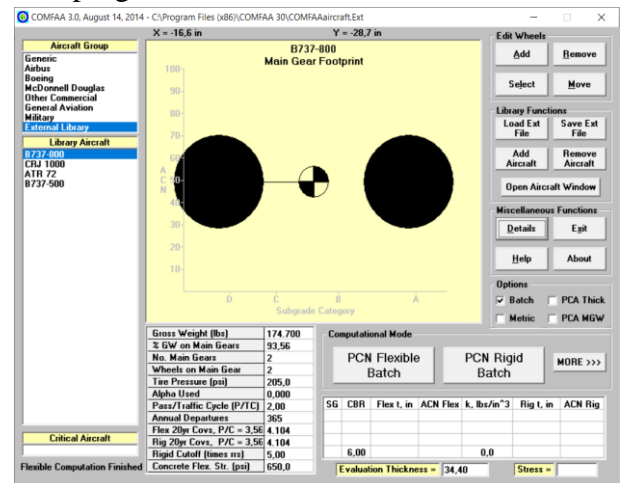 COMFAA 3.0, August 14, 2014 - C:\Program Files (x86)\COMFAA 30\COMFAAaircraft.Ext
Aircraft Group
Generic
Airbus
Boeing
McDonnell Douglas
Other Commercial
General Aviation
Military
External Library
Library Aircraft
B737-800
CRJ 1000
ATR 72
B737-500
Critical Aircraft
Flexible Computation Finished
X = -16,6 in
Y = -28,7 in
B737-800
Main Gear Footprint
100
90
80
70
60
50
40
30
20
10
A
C
N
D C B A
Subgrade Category
Gross Weight (lbs) 174.700
% GW on Main Gears 93,56
No. Main Gears 2
Wheels on Main Gear 2
Tire Pressure (psi) 205,0
Alpha Used 0,000
Pass/Traffic Cycle (P/TC) 2,00
Annual Departures 365
Flex 20yr Covs, P/C = 3,56 4.104
Rig 20yr Covs, P/C = 3,56 4.104
Rigid Cutoff (times rrs) 5,00
Concrete Flex. Str. (psi) 650,0
Edit Wheels
Add Remove
Select Move
Library Functions
Load Ext File Save Ext File
Add Aircraft Remove Aircraft
Open Aircraft Window
Miscellaneous Functions
Details Exit
Help About
Options
Batch PCA Thick
Metric PCA MGW
Computational Mode
PCN Flexible Batch
PCN Rigid Batch
MORE >>>
SG CBR Flex t, in ACN Flex k, lbs/in^3 Rig t, in ACN Rig
6,00 0,0
Evaluation Thickness = 34,40 Stress =